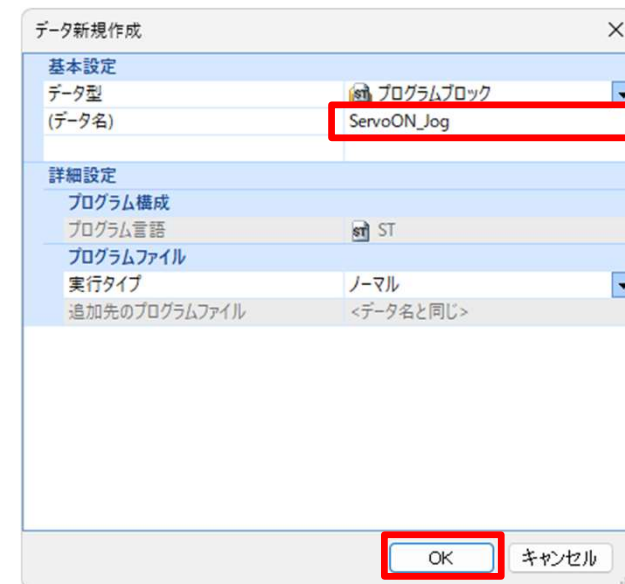 データ新規作成
基本設定
データ型 プログラムブロック
(データ名) ServoON_Jog
詳細設定
プログラム構成
プログラム言語 ST
プログラムファイル
実行タイプ ノーマル
追加先のプログラムファイル <データ名と同じ>
OK キャンセル